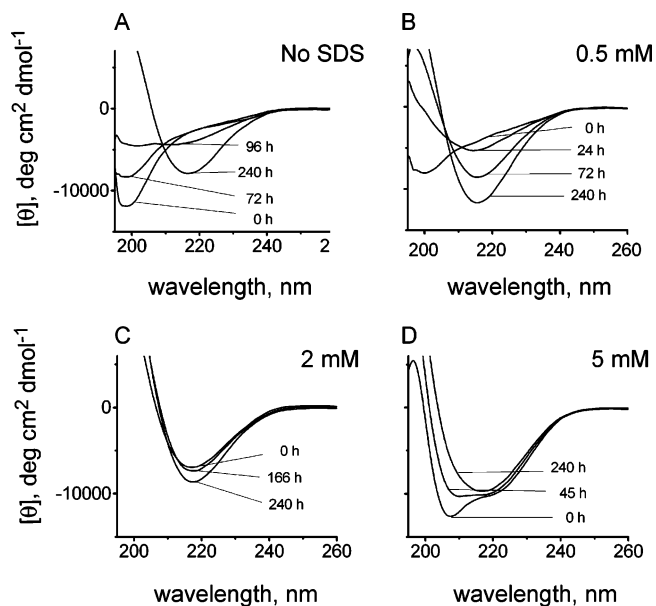 A
No SDS
0
-10000
[θ], deg cm² dmol⁻¹
96 h
240 h
72 h
0 h
200 220 240 2
wavelength, nm
B
0.5 mM
0 h
24 h
72 h
240 h
200 220 240 260
wavelength, nm
C
2 mM
0
-10000
[θ], deg cm² dmol⁻¹
0 h
166 h
240 h
200 220 240 260
wavelength, nm
D
5 mM
240 h
45 h
0 h
200 220 240 260
wavelength, nm